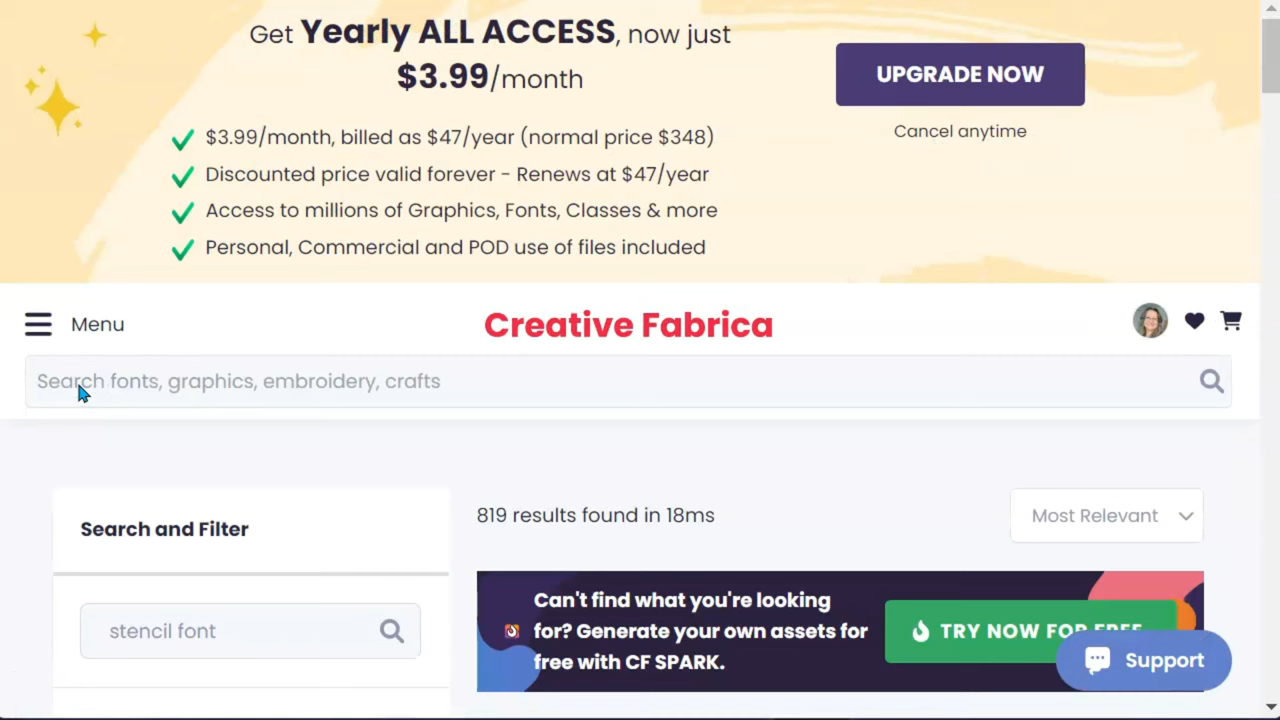 Get Yearly ALL ACCESS, now just
$3.99/month
UPGRADE NOW
Cancel anytime
$3.99/month, billed as $47/year (normal price $348)
Discounted price valid forever - Renews at $47/year
Access to millions of Graphics, Fonts, Classes & more
Personal, Commercial and POD use of files included
Menu
Creative Fabrica
Search fonts, graphics, embroidery, crafts
Search and Filter
819 results found in 18ms
Most Relevant
stencil font
Can't find what you're looking
for? Generate your own assets for
free with CF SPARK.
TRY NOW FOR FREE
Support